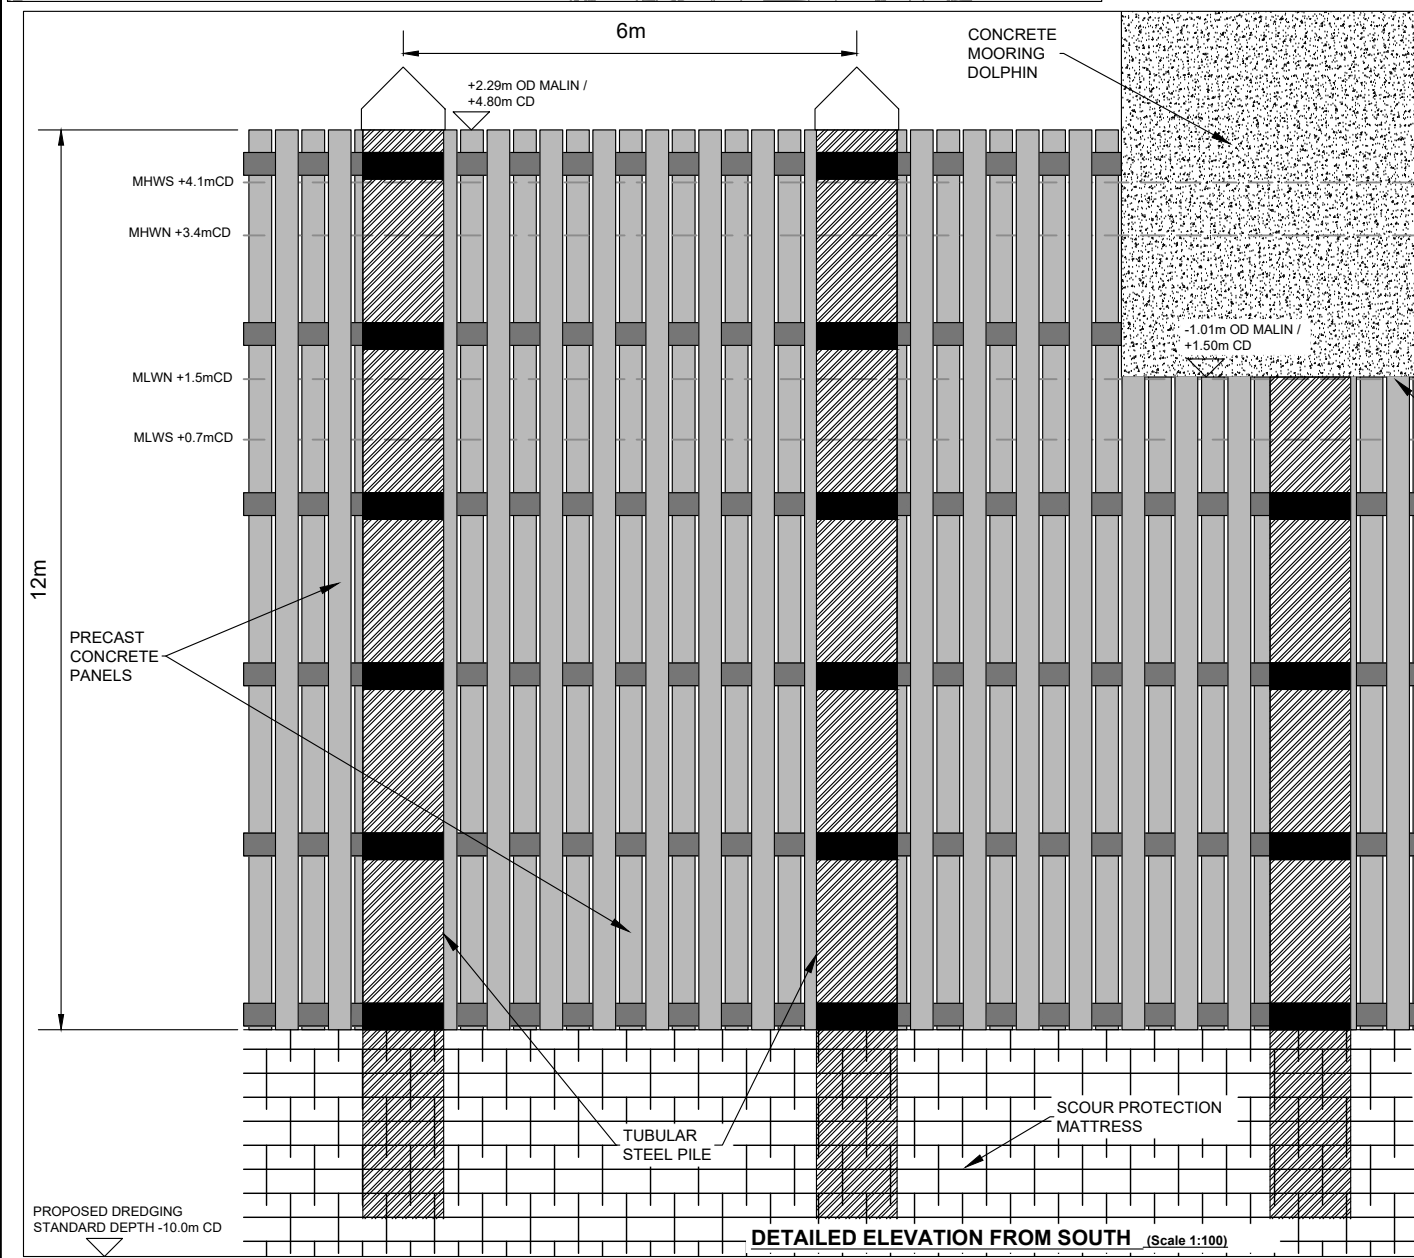 6m
CONCRETE
MOORING
DOLPHIN
+2.29m OD MALIN /
+4.80m CD
MHWS +4.1mCD
MHWN +3.4mCD
-1.01m OD MALIN /
+1.50m CD
MLWN +1.5mCD
MLWS +0.7mCD
12m
PRECAST
CONCRETE
PANELS
SCOUR PROTECTION
MATTRESS
TUBULAR
STEEL PILE
PROPOSED DREDGING
STANDARD DEPTH -10.0m CD
DETAILED ELEVATION FROM SOUTH (Scale 1:100)